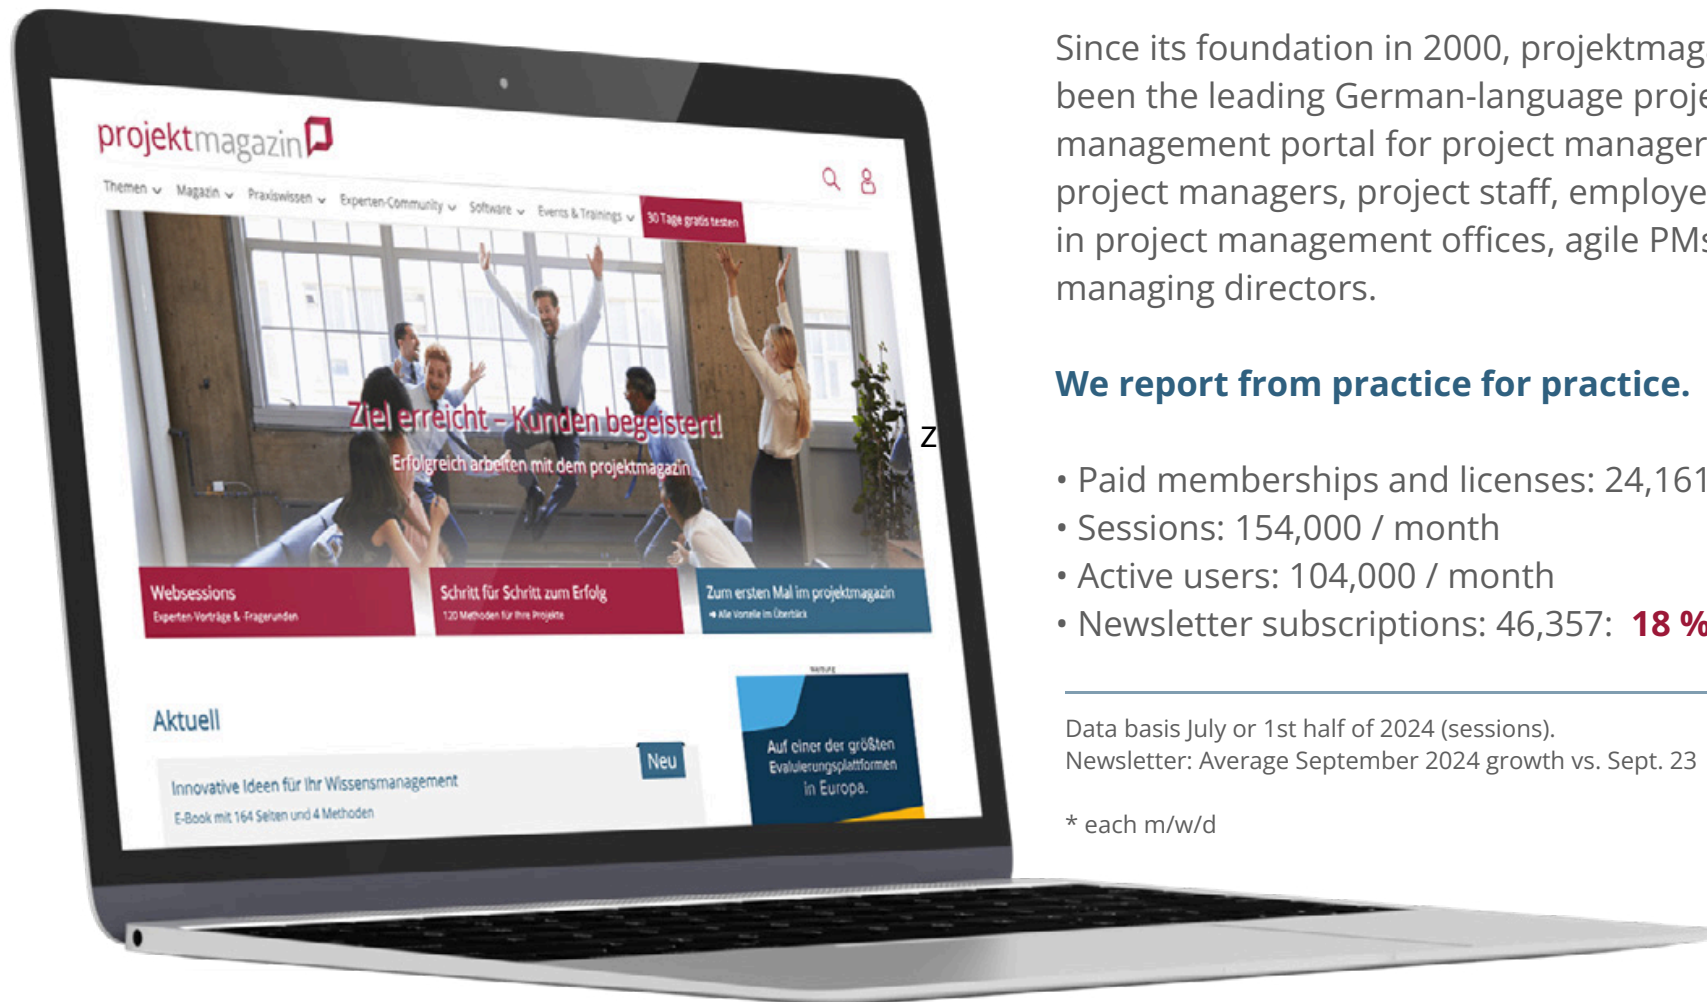 projektmagazin
Themen Magazin Praxiswissen Experten-Community Software Events & Trainings 30 Tage gratis testen
Ziel erreicht – Kunden begeistert!
Erfolgreich arbeiten mit dem projektmagazin
Websessions
Experten-Vorträge & -Fragerunden
Schritt für Schritt zum Erfolg
120 Methoden für Ihre Projekte
Zum ersten Mal im projektmagazin
➔ Alle Vorteile im Überblick
Aktuell
Neu
Innovative Ideen für Ihr Wissensmanagement
E-Book mit 164 Seiten und 4 Methoden
Auf einer der größten
Evaluierungsplattformen
in Europa.
z
Since its foundation in 2000, projektmag
been the leading German-language proje
management portal for project manager
project managers, project staff, employe
in project management offices, agile PMs
managing directors.
We report from practice for practice.
• Paid memberships and licenses: 24,161
• Sessions: 154,000 / month
• Active users: 104,000 / month
• Newsletter subscriptions: 46,357: 18 %
Data basis July or 1st half of 2024 (sessions).
Newsletter: Average September 2024 growth vs. Sept. 23
* each m/w/d